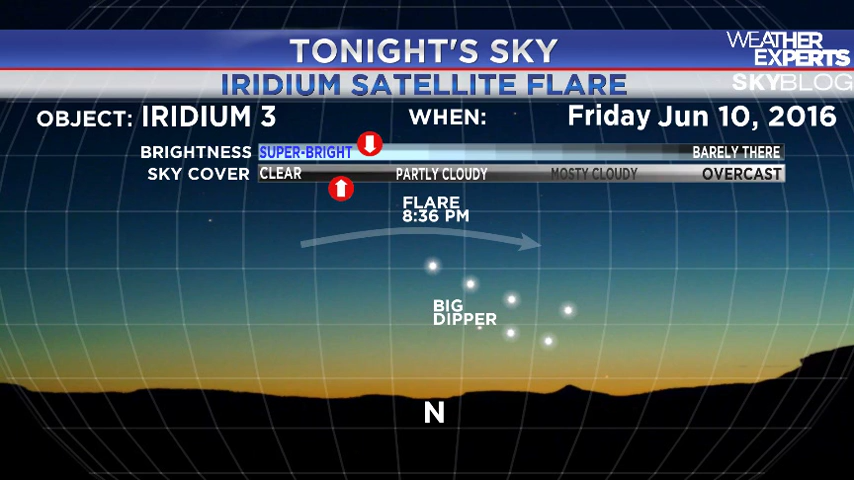 TONIGHT'S SKY
WEATHER
EXPERTS
SKYBLOG
IRIDIUM SATELLITE FLARE
OBJECT: IRIDIUM 3 WHEN: Friday Jun 10, 2016
BRIGHTNESS SUPER-BRIGHT BARELY THERE
SKY COVER CLEAR PARTLY CLOUDY MOSTY CLOUDY OVERCAST
FLARE
8:36 PM
BIG
DIPPER
N